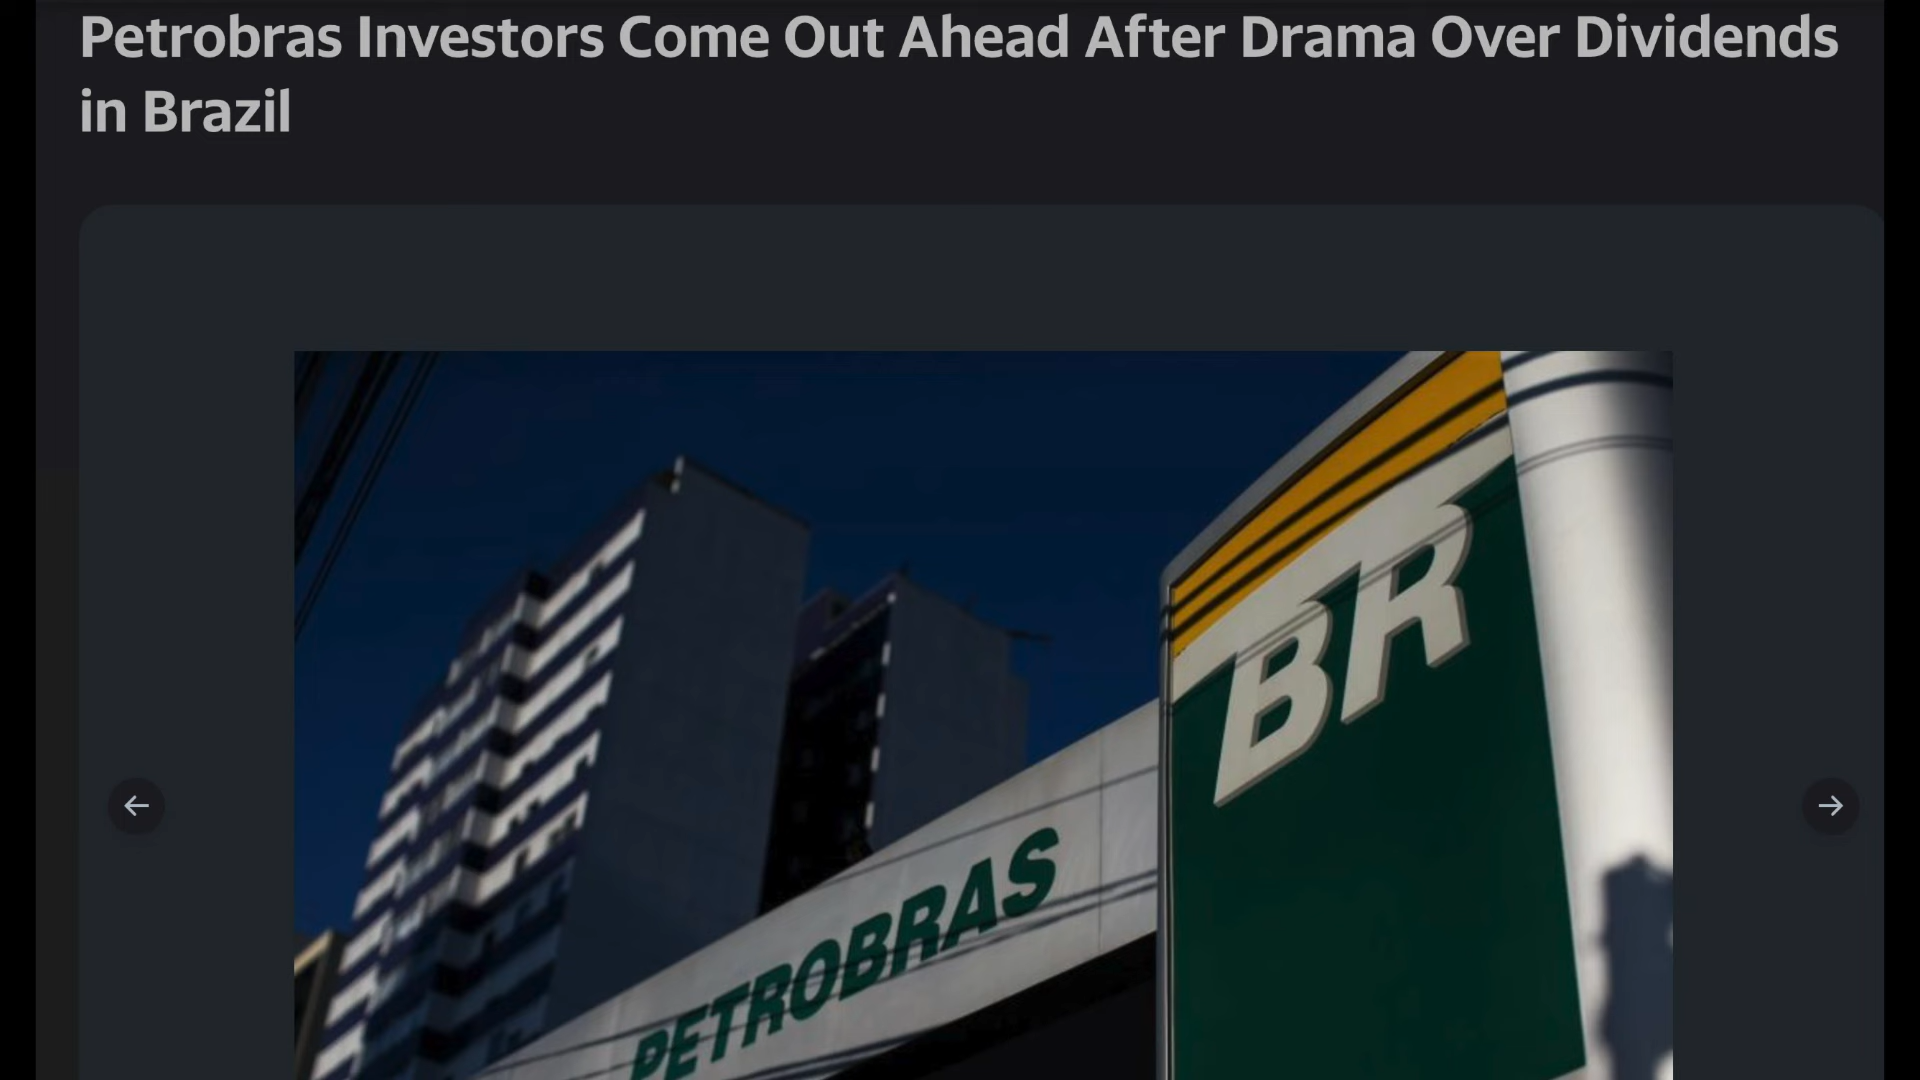 Petrobras Investors Come Out Ahead After Drama Over Dividends
in Brazil
BR
PETROBRAS